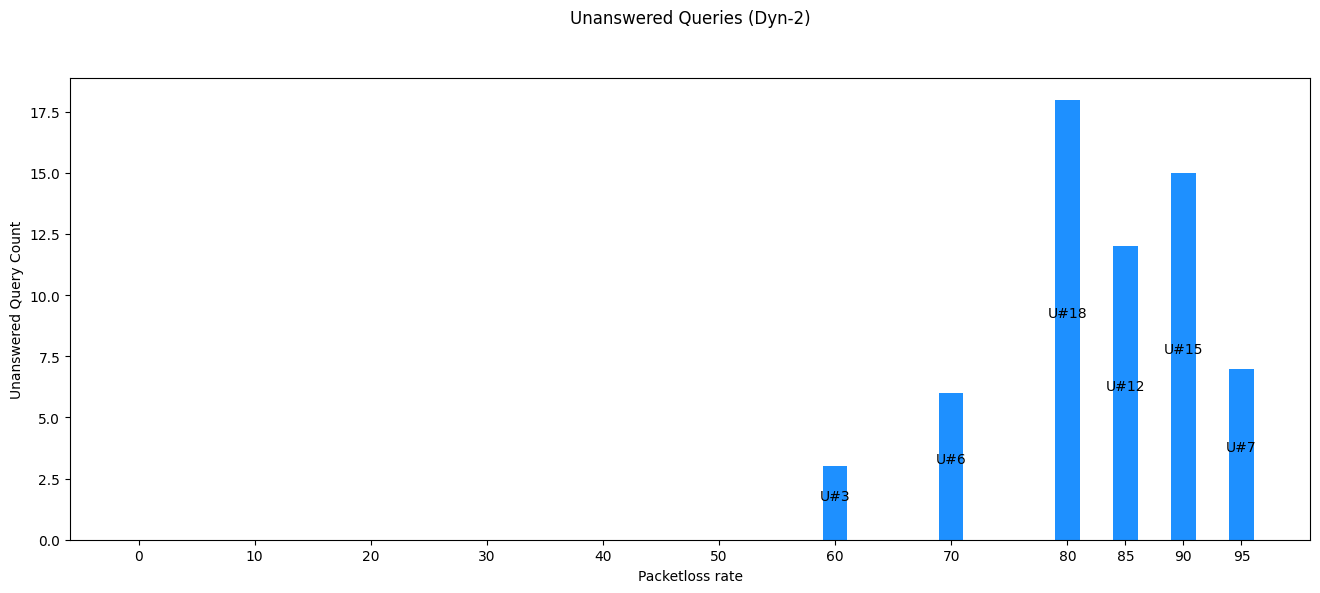 Unanswered Queries (Dyn-2)
Unanswered Query Count
17.5
15.0
12.5
10.0
7.5
5.0
2.5
0.0
U#3
U#6
U#18
U#12
U#15
U#7
0 10 20 30 40 50 60 70 80 85 90 95
Packetloss rate